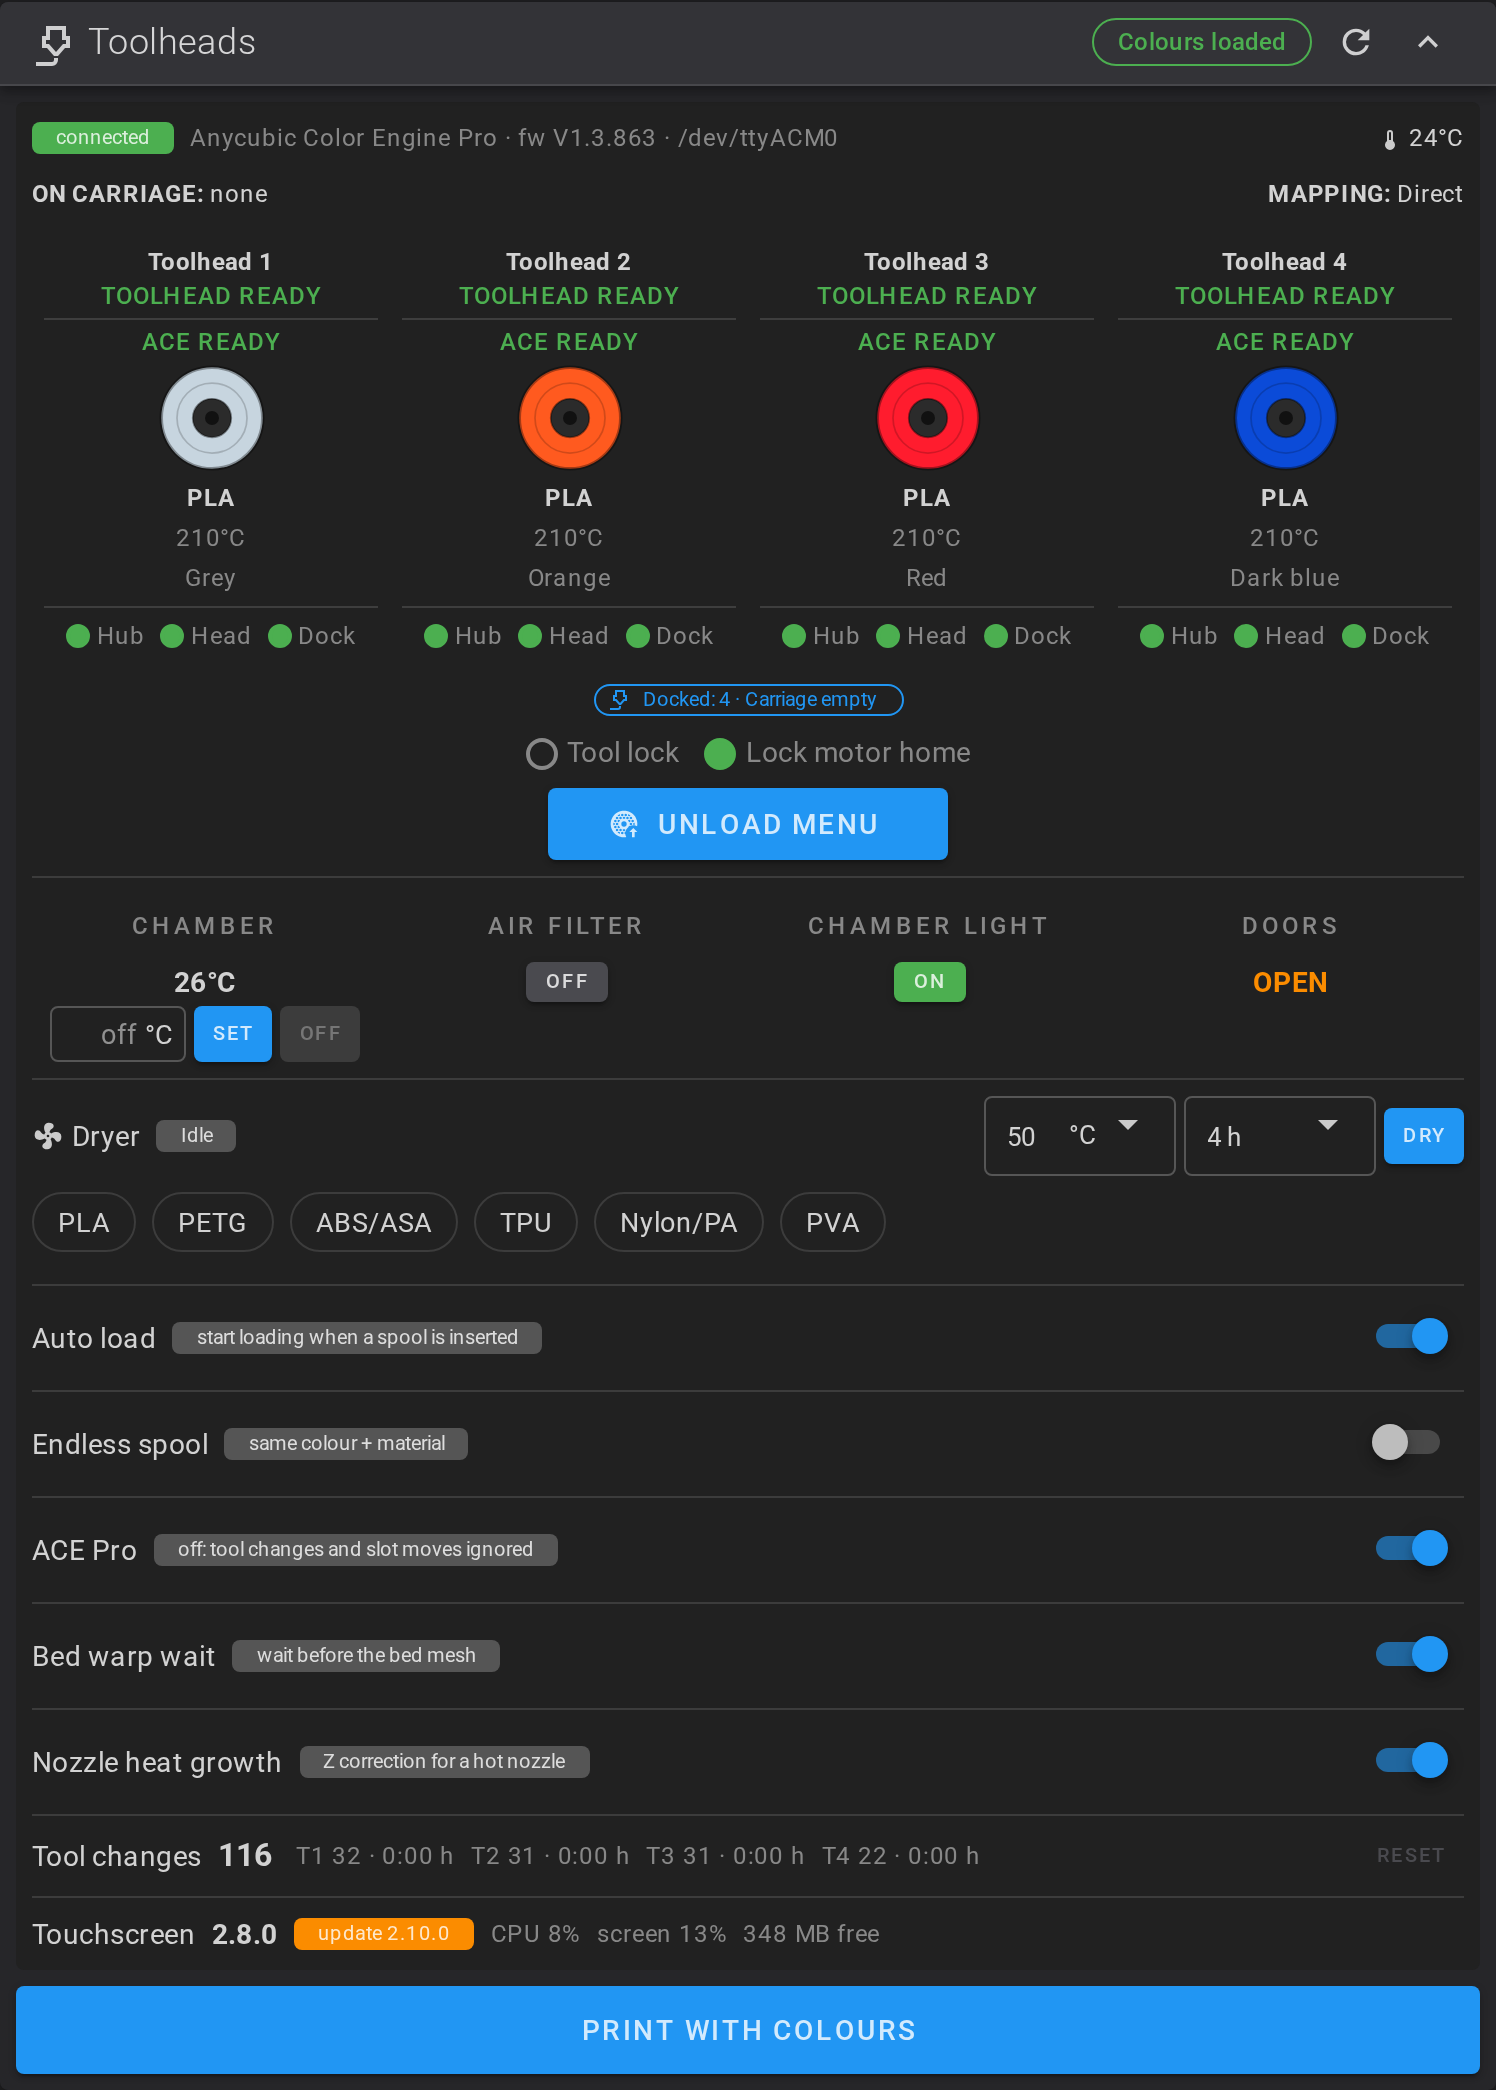 Toolheads Colours loaded
connected Anycubic Color Engine Pro · fw V1.3.863 · /dev/ttyACM0 24°C
ON CARRIAGE: none MAPPING: Direct
Toolhead 1 Toolhead 2 Toolhead 3 Toolhead 4
TOOLHEAD READY TOOLHEAD READY TOOLHEAD READY TOOLHEAD READY
ACE READY ACE READY ACE READY ACE READY
PLA PLA PLA PLA
210°C 210°C 210°C 210°C
Grey Orange Red Dark blue
Hub Head Dock Hub Head Dock Hub Head Dock Hub Head Dock
Docked: 4 · Carriage empty
Tool lock Lock motor home
UNLOAD MENU
CHAMBER AIR FILTER CHAMBER LIGHT DOORS
26°C OFF ON OPEN
off °C SET OFF
Dryer Idle 50 °C 4 h DRY
PLA PETG ABS/ASA TPU Nylon/PA PVA
Auto load start loading when a spool is inserted
Endless spool same colour + material
ACE Pro off: tool changes and slot moves ignored
Bed warp wait wait before the bed mesh
Nozzle heat growth Z correction for a hot nozzle
Tool changes 116 T1 32 · 0:00 h T2 31 · 0:00 h T3 31 · 0:00 h T4 22 · 0:00 h RESET
Touchscreen 2.8.0 update 2.10.0 CPU 8% screen 13% 348 MB free
PRINT WITH COLOURS